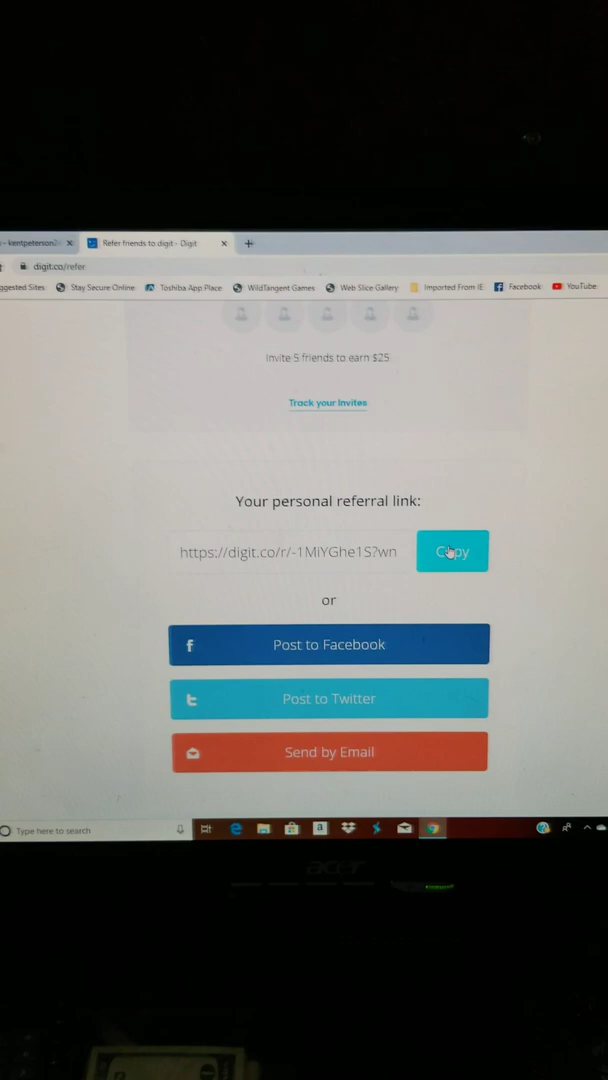 kentpeterson2
Refer friends to digit - Digit
digit.co/refer
ggested Sites Stay Secure Online Toshiba App Place WildTangent Games Web Slice Gallery Imported From IE Facebook YouTube
Invite 5 friends to earn $25
Track your Invites
Your personal referral link:
https://digit.co/r/-1MiYGhe1S?wn
Copy
or
f Post to Facebook
Post to Twitter
Send by Email
Type here to search
acer